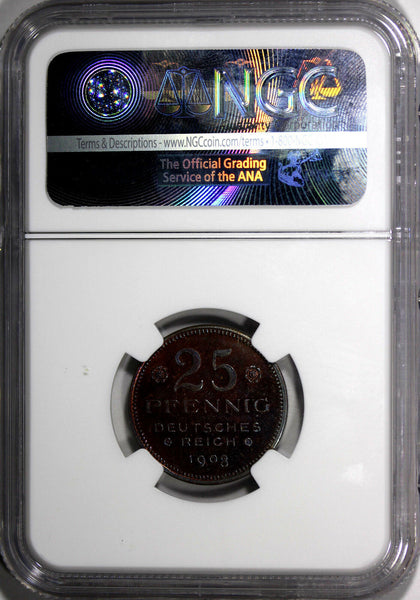 NGC
Terms & Descriptions - www.NGCcoin.com/terms •
The Official Grading
Service of the ANA
25
PFENNIG
DEUTSCHES
REICH
1908